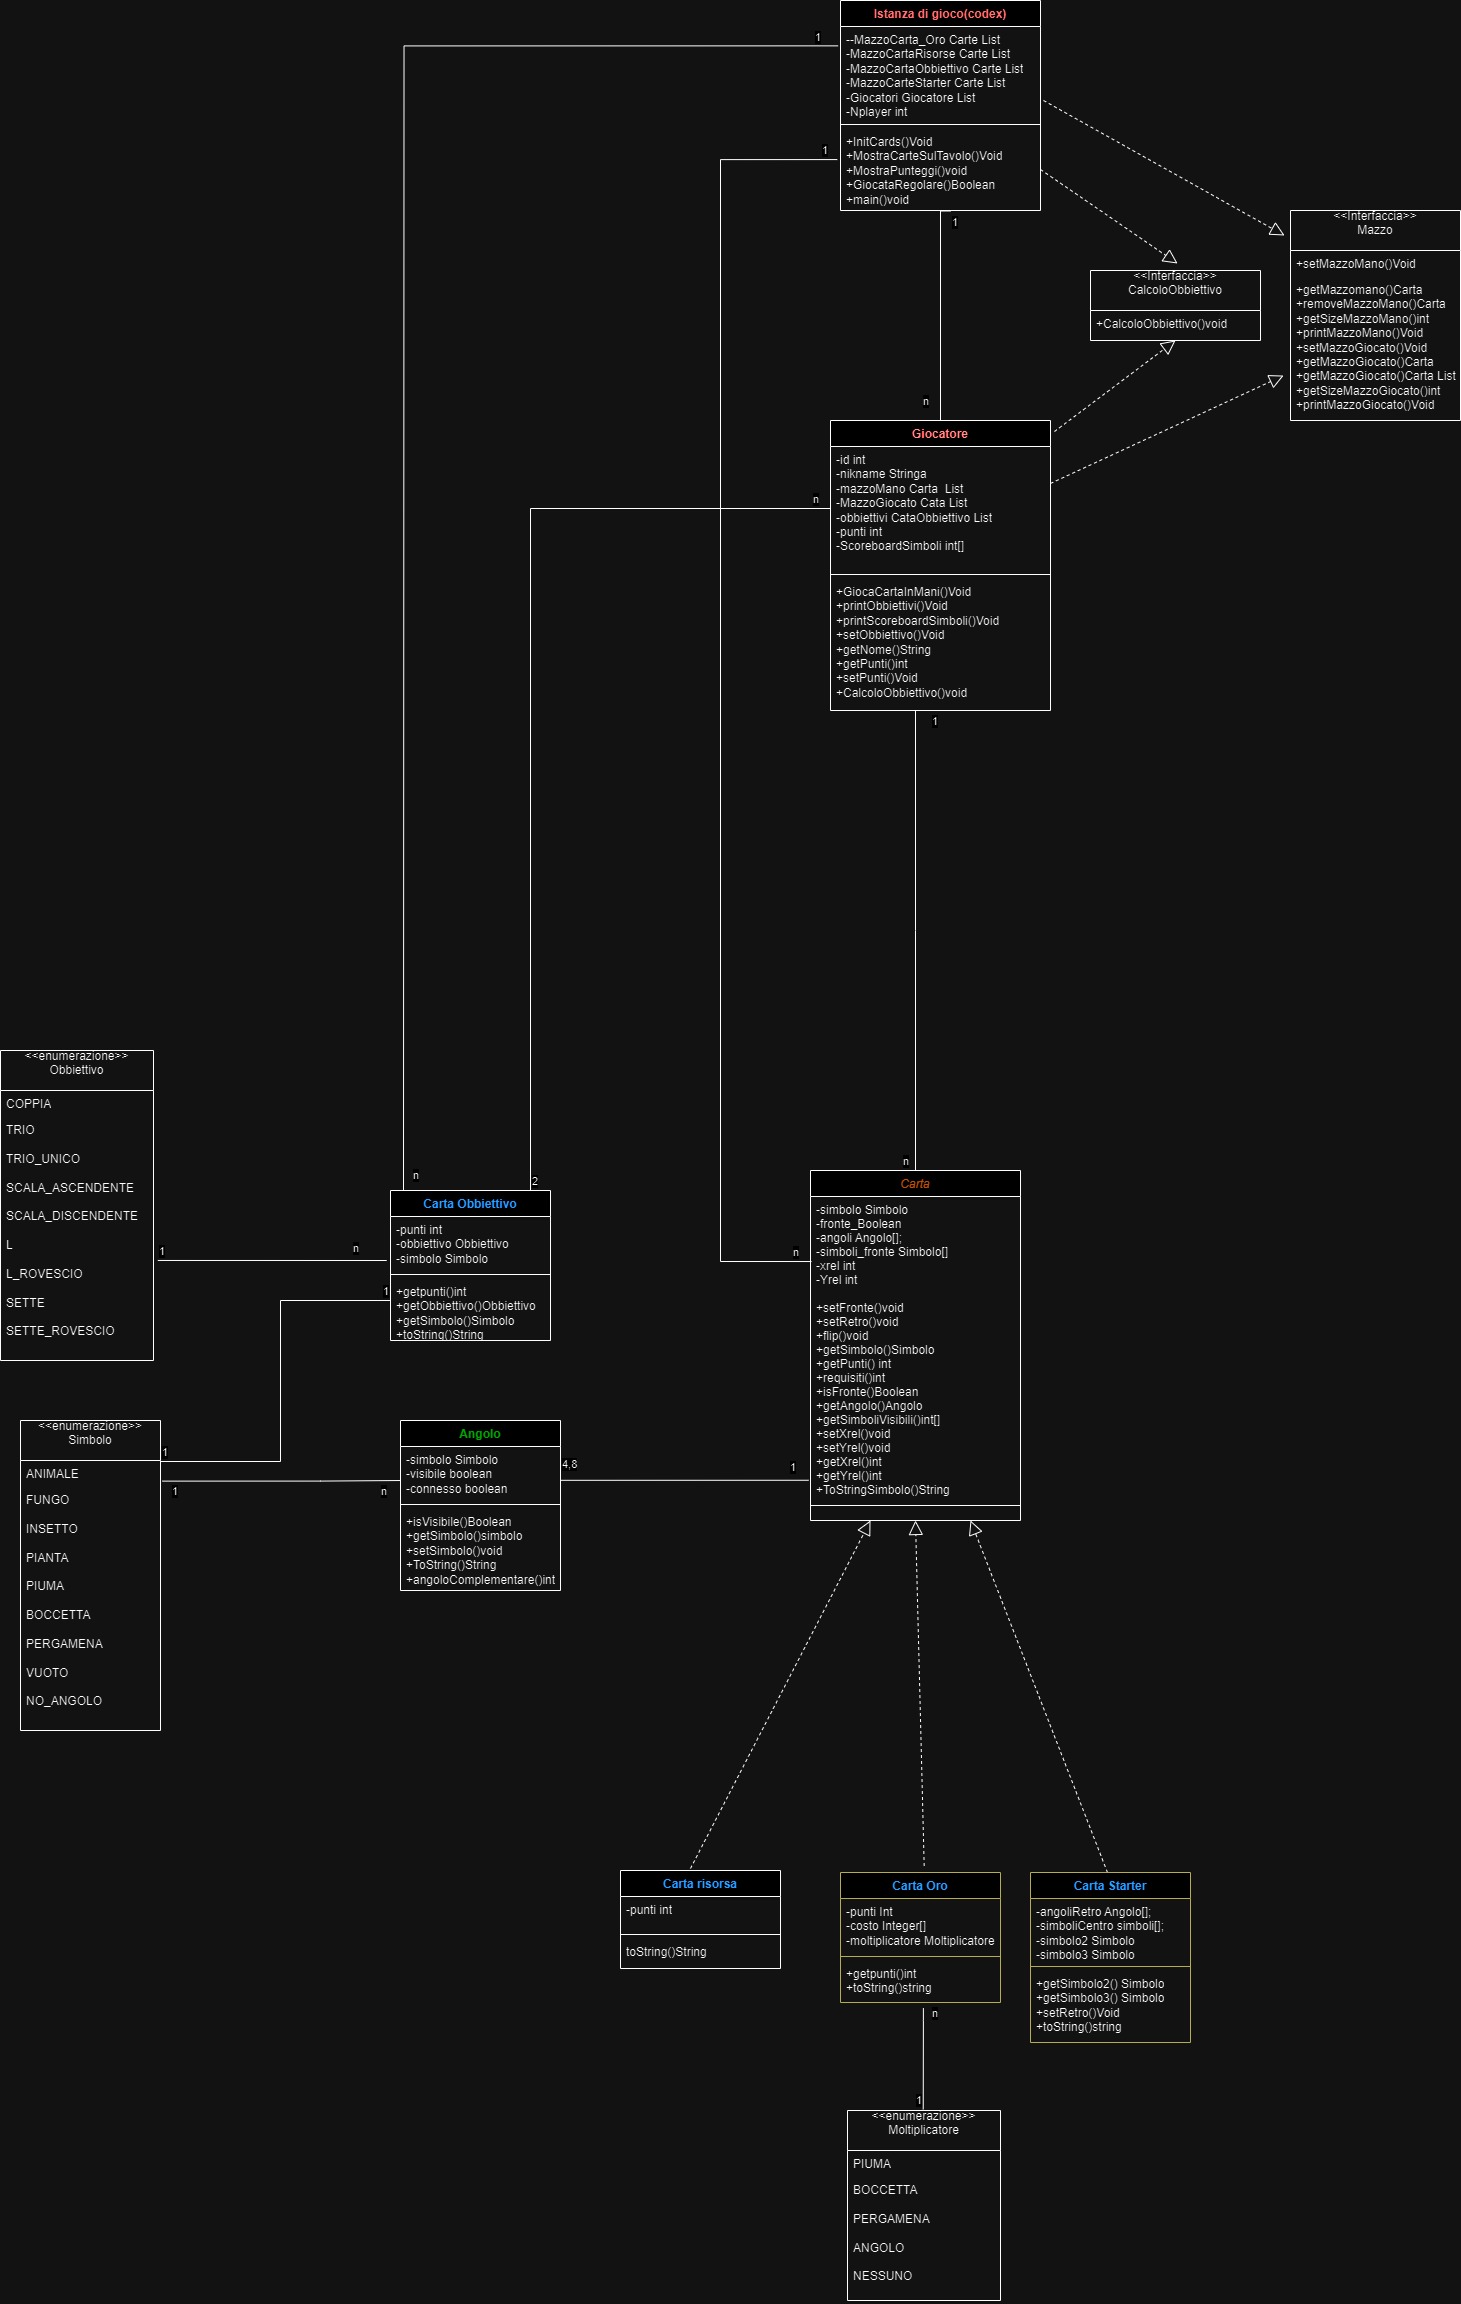 Istanza di gioco(codex)
--MazzoCarta_Oro Carte List
-MazzoCartaRisorse Carte List
-MazzoCartaObbiettivo Carte List
-MazzoCarteStarter Carte List
-Giocatori Giocatore List
-Nplayer int
+InitCards()Void
+MostraCarteSulTavolo()Void
+MostraPunteggi()void
+GiocataRegolare()Boolean
+main()void
1
1
1
n
<<Interfaccia>>
Mazzo
+setMazzoMano()Void
+getMazzomano()Carta
+removeMazzoMano()Carta
+getSizeMazzoMano()int
+printMazzoMano()Void
+setMazzoGiocato()Void
+getMazzoGiocato()Carta
+getMazzoGiocato()Carta List
+getSizeMazzoGiocato()int
+printMazzoGiocato()Void
<<Interfaccia>>
CalcoloObbiettivo
+CalcoloObbiettivo()void
Giocatore
-id int
-nikname Stringa
-mazzoMano Carta  List
-MazzoGiocato Cata List
-obbiettivi CataObbiettivo List
-punti int
-ScoreboardSimboli int[]
+GiocaCartaInMani()Void
+printObbiettivi()Void
+printScoreboardSimboli()Void
+setObbiettivo()Void
+getNome()String
+getPunti()int
+setPunti()Void
+CalcoloObbiettivo()void
n
1
n
<<enumerazione>>
Obbiettivo
COPPIA
TRIO
TRIO_UNICO
SCALA_ASCENDENTE
SCALA_DISCENDENTE
L
L_ROVESCIO
SETTE
SETTE_ROVESCIO
1
n
n
2
Carta Obbiettivo
-punti int
-obbiettivo Obbiettivo
-simbolo Simbolo
+getpunti()int
+getObbiettivo()Obbiettivo
+getSimbolo()Simbolo
+toString()String
1
n
Carta
-simbolo Simbolo
-fronte_Boolean
-angoli Angolo[];
-simboli_fronte Simbolo[]
-xrel int
-Yrel int
+setFronte()void
+setRetro()void
+flip()void
+getSimbolo()Simbolo
+getPunti() int
+requisiti()int
+isFronte()Boolean
+getAngolo()Angolo
+getSimboliVisibili()int[]
+setXrel()void
+setYrel()void
+getXrel()int
+getYrel()int
+ToStringSimbolo()String
<<enumerazione>>
Simbolo
ANIMALE
FUNGO
INSETTO
PIANTA
PIUMA
BOCCETTA
PERGAMENA
VUOTO
NO_ANGOLO
1
1
n
Angolo
-simbolo Simbolo
-visibile boolean
-connesso boolean
+isVisibile()Boolean
+getSimbolo()simbolo
+setSimbolo()void
+ToString()String
+angoloComplementare()int
4,8
1
Carta risorsa
-punti int
toString()String
Carta Oro
-punti Int
-costo Integer[]
-moltiplicatore Moltiplicatore
+getpunti()int
+toString()string
Carta Starter
-angoliRetro Angolo[];
-simboliCentro simboli[];
-simbolo2 Simbolo
-simbolo3 Simbolo
+getSimbolo2() Simbolo
+getSimbolo3() Simbolo
+setRetro()Void
+toString()string
n
1
<<enumerazione>>
Moltiplicatore
PIUMA
BOCCETTA
PERGAMENA
ANGOLO
NESSUNO